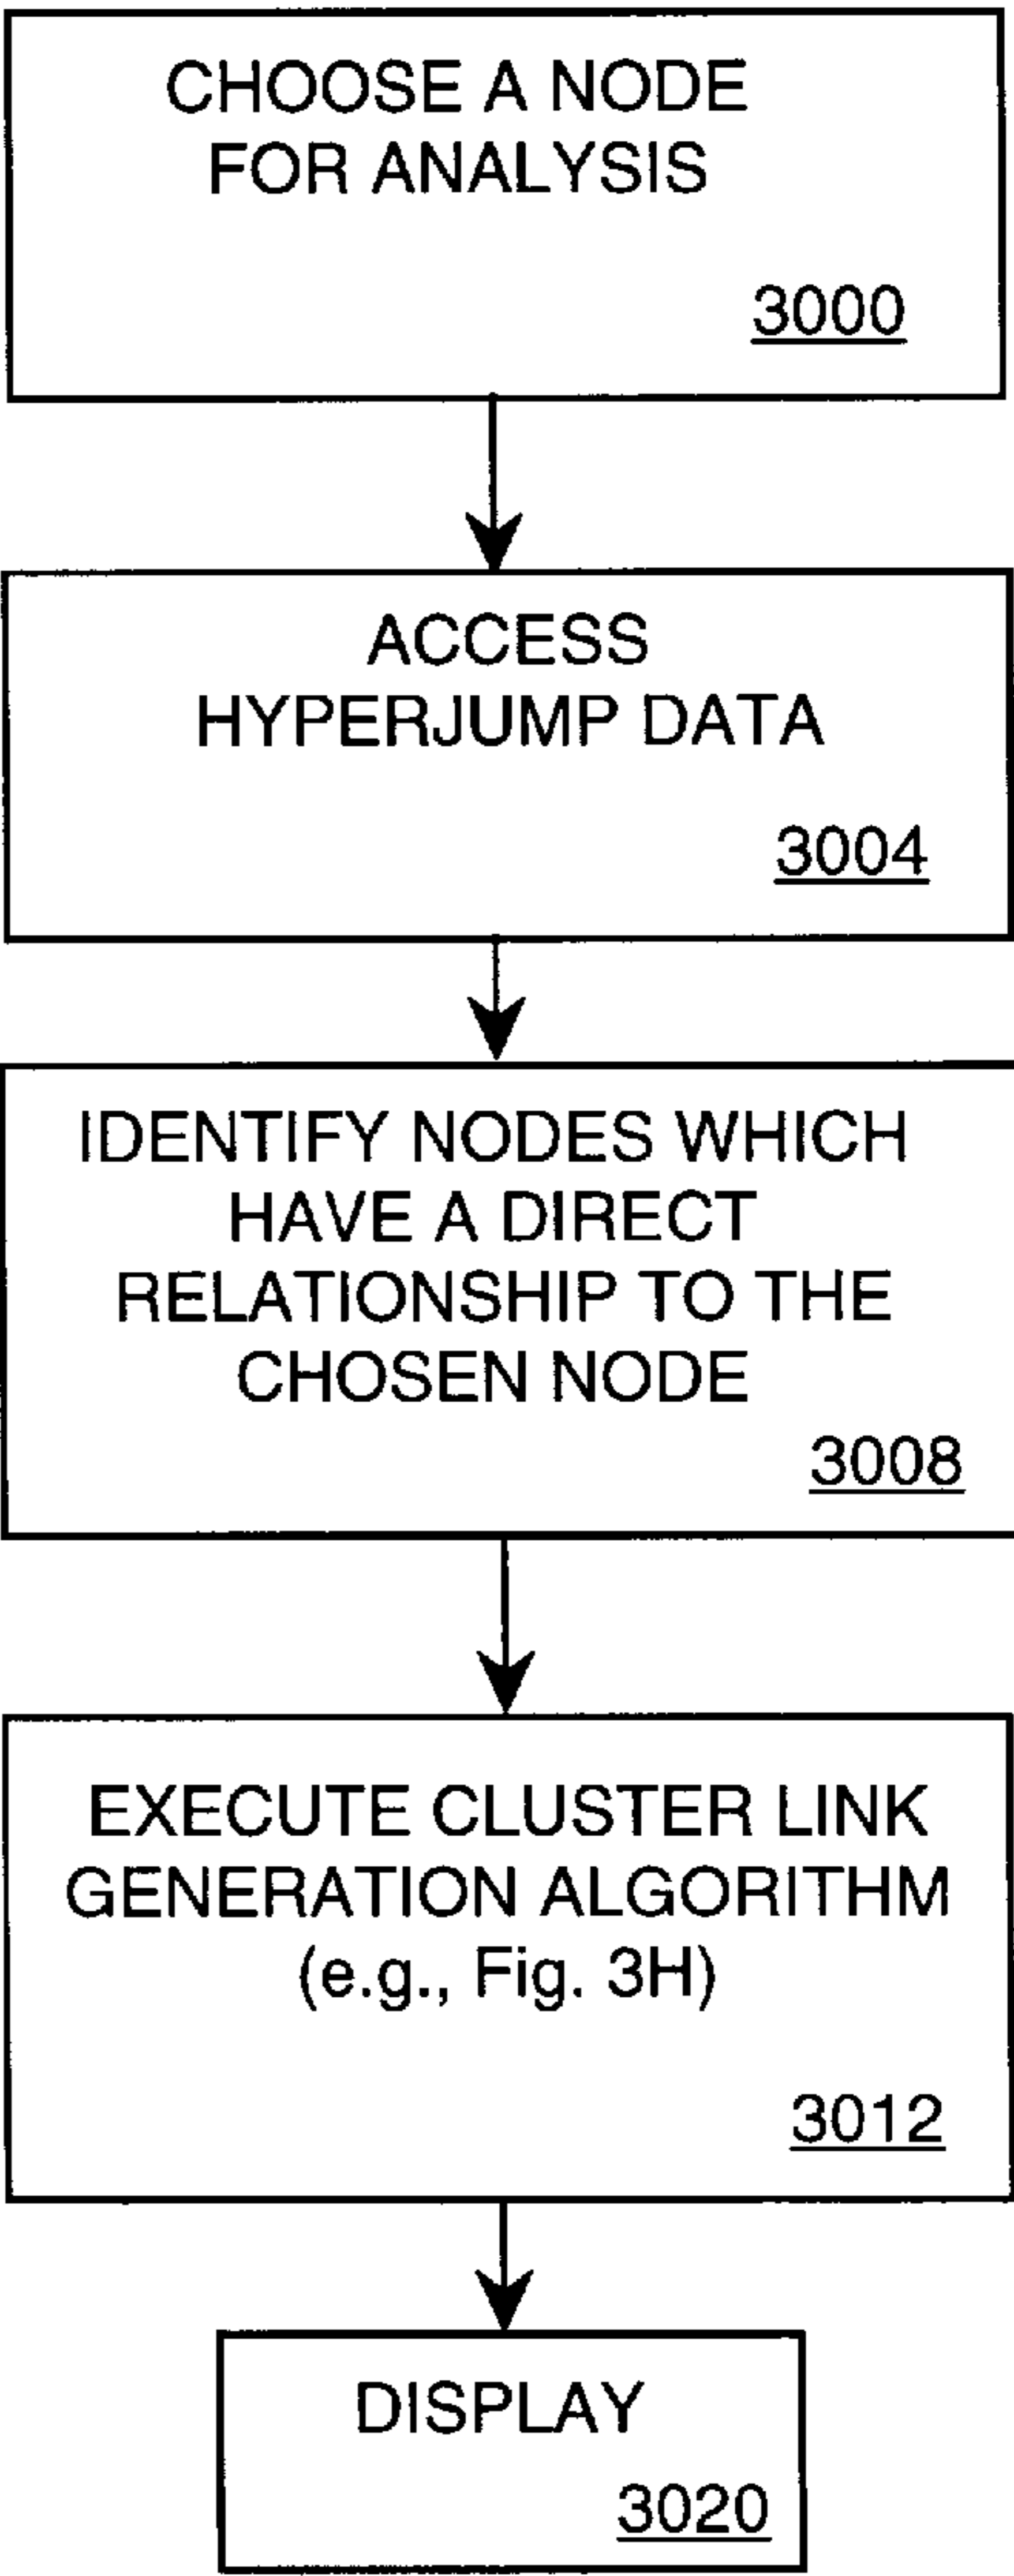 CHOOSE A NODE
FOR ANALYSIS
3000
ACCESS
HYPERJUMP DATA
3004
IDENTIFY NODES WHICH
HAVE A DIRECT
RELATIONSHIP TO THE
CHOSEN NODE
3008
EXECUTE CLUSTER LINK
GENERATION ALGORITHM
(e.g., Fig. 3H)
3012
DISPLAY
3020